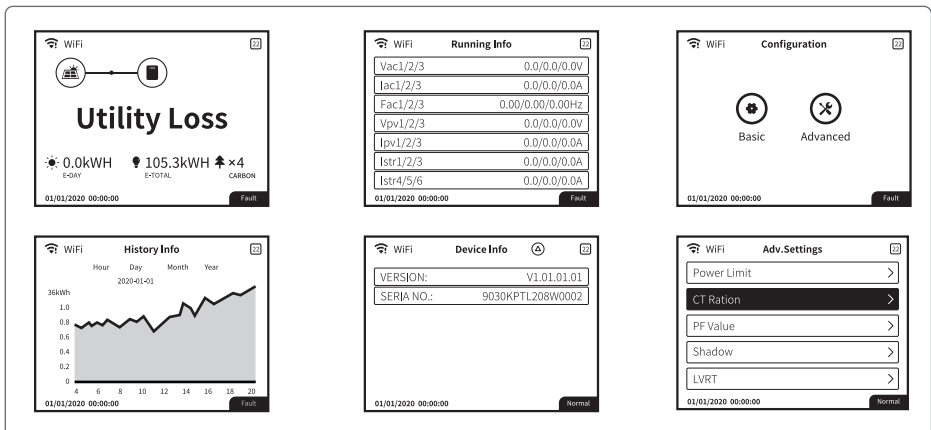 WiFi 22
Utility Loss
0.0kWH 105.3kWH ×4
E-DAY E-TOTAL CARBON
01/01/2020 00:00:00 Fault
WiFi Running Info 22
Vac1/2/3 0.0/0.0/0.0V
Iac1/2/3 0.0/0.0/0.0A
Fac1/2/3 0.00/0.00/0.00Hz
Vpv1/2/3 0.0/0.0/0.0V
Ipv1/2/3 0.0/0.0/0.0A
Istr1/2/3 0.0/0.0/0.0A
Istr4/5/6 0.0/0.0/0.0A
01/01/2020 00:00:00 Fault
WiFi Configuration 22
Basic Advanced
01/01/2020 00:00:00 Fault
WiFi History Info 22
Hour Day Month Year
2020-01-01
36kWh
1.0
0.8
0.6
0.4
0.2
0
4 6 8 10 12 14 16 18 20
01/01/2020 00:00:00 Fault
WiFi Device Info 22
VERSION: V1.01.01.01
SERIA NO.: 9030KPTL208W0002
01/01/2020 00:00:00 Normal
WiFi Adv.Settings 22
Power Limit
CT Ration
PF Value
Shadow
LVRT
01/01/2020 00:00:00 Normal